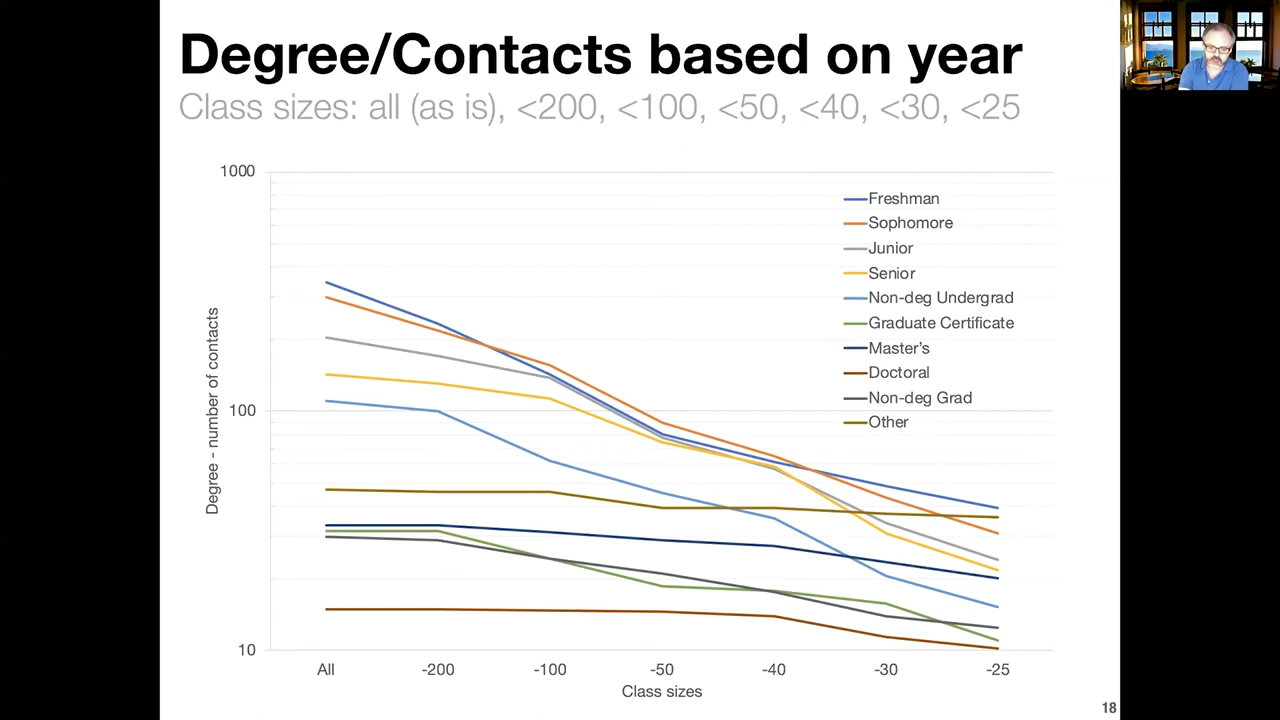 Degree/Contacts based on year
Class sizes: all (as is), <200, <100, <50, <40, <30, <25
1000
100
10
Degree - number of contacts
Freshman
Sophomore
Junior
Senior
Non-deg Undergrad
Graduate Certificate
Master's
Doctoral
Non-deg Grad
Other
All -200 -100 -50 -40 -30 -25
Class sizes
18